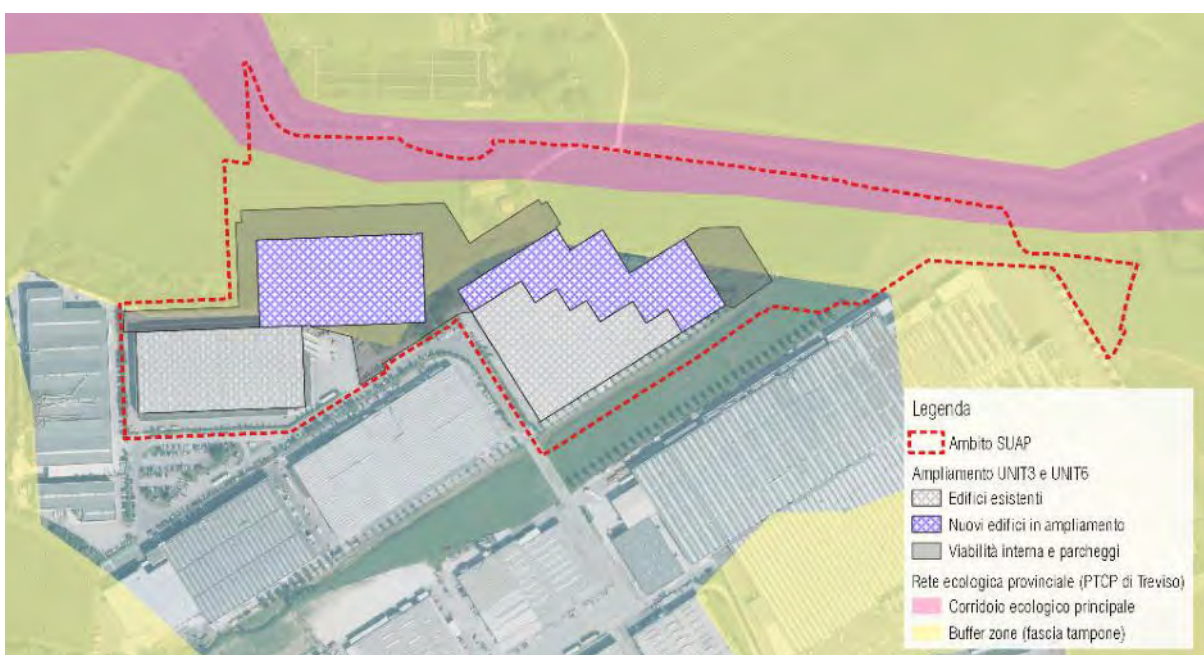 Legenda
Ambito SUAP
Ampliamento UNIT3 e UNIT6
Edifici esistenti
Nuovi edifici in ampliamento
Viabilità interna e parcheggi
Rete ecologica provinciale (PTCP di Treviso)
Corridoio ecologico principale
Buffer zone (fascia tampone)